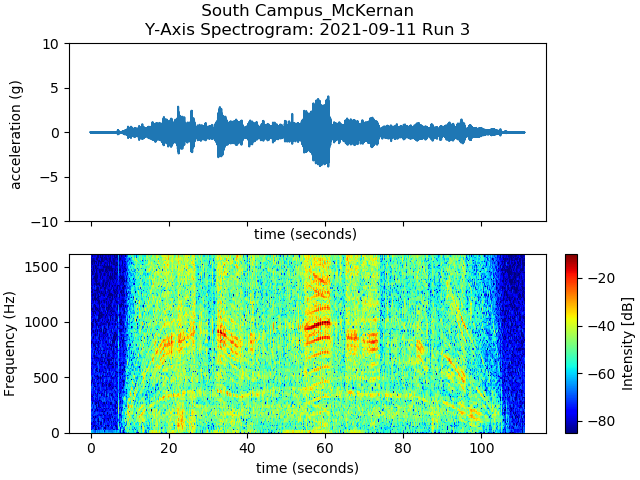 South Campus_McKernan
Y-Axis Spectrogram: 2021-09-11 Run 3
10
5
0
−5
−10
acceleration (g)
time (seconds)
1500
1000
500
0
Frequency (Hz)
0 20 40 60 80 100
time (seconds)
−20
−40
−60
−80
Intensity [dB]